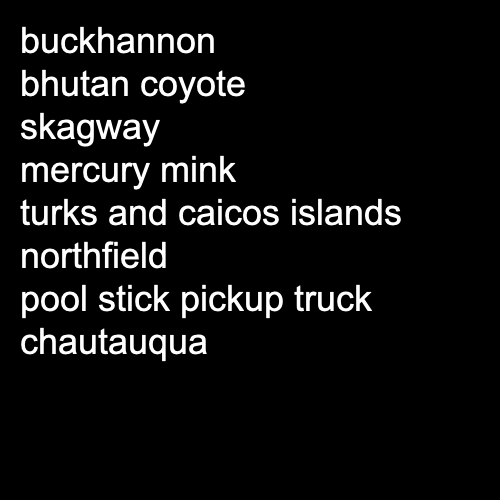 buckhannon
bhutan coyote
skagway
mercury mink
turks and caicos islands
northfield
pool stick pickup truck
chautauqua